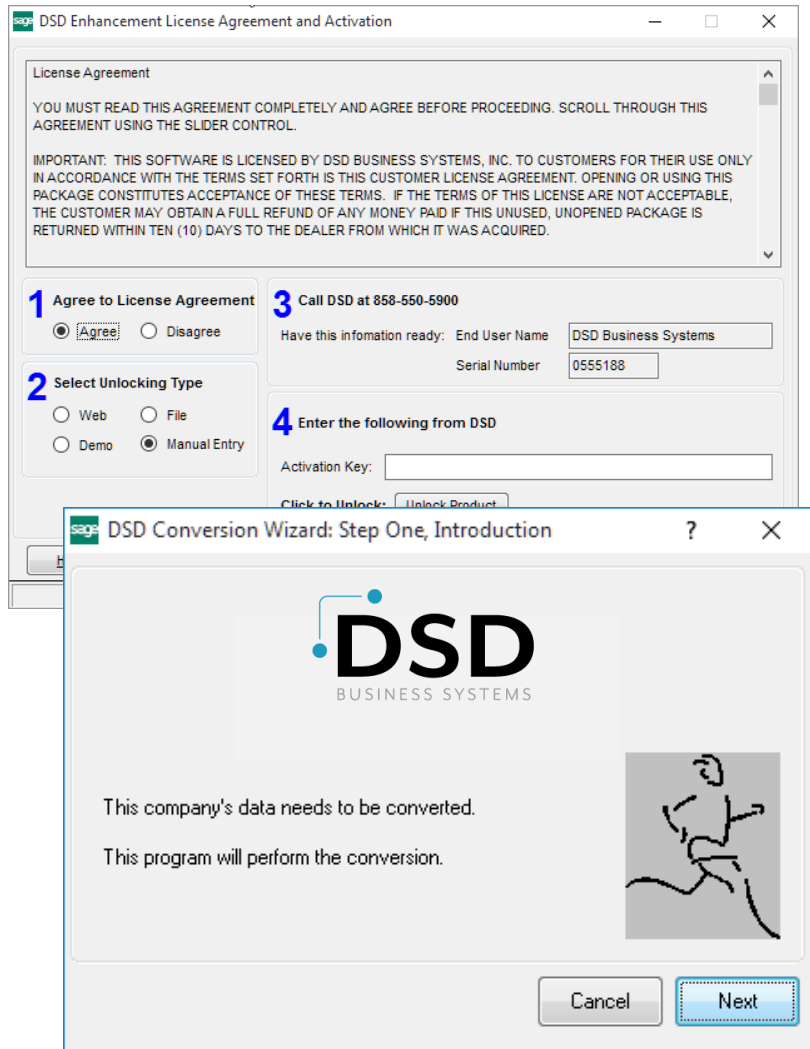 sage DSD Enhancement License Agreement and Activation
License Agreement
YOU MUST READ THIS AGREEMENT COMPLETELY AND AGREE BEFORE PROCEEDING. SCROLL THROUGH THIS
AGREEMENT USING THE SLIDER CONTROL.
IMPORTANT: THIS SOFTWARE IS LICENSED BY DSD BUSINESS SYSTEMS, INC. TO CUSTOMERS FOR THEIR USE ONLY
IN ACCORDANCE WITH THE TERMS SET FORTH IS THIS CUSTOMER LICENSE AGREEMENT. OPENING OR USING THIS
PACKAGE CONSTITUTES ACCEPTANCE OF THESE TERMS. IF THE TERMS OF THIS LICENSE ARE NOT ACCEPTABLE,
THE CUSTOMER MAY OBTAIN A FULL REFUND OF ANY MONEY PAID IF THIS UNUSED, UNOPENED PACKAGE IS
RETURNED WITHIN TEN (10) DAYS TO THE DEALER FROM WHICH IT WAS ACQUIRED.
1 Agree to License Agreement
Agree Disagree
2 Select Unlocking Type
Web File
Demo Manual Entry
3 Call DSD at 858-550-5900
Have this infomation ready: End User Name DSD Business Systems
Serial Number 0555188
4 Enter the following from DSD
Activation Key:
Click to Unlock: Unlock Product
sage DSD Conversion Wizard: Step One, Introduction
DSD
BUSINESS SYSTEMS
This company's data needs to be converted.
This program will perform the conversion.
Cancel Next